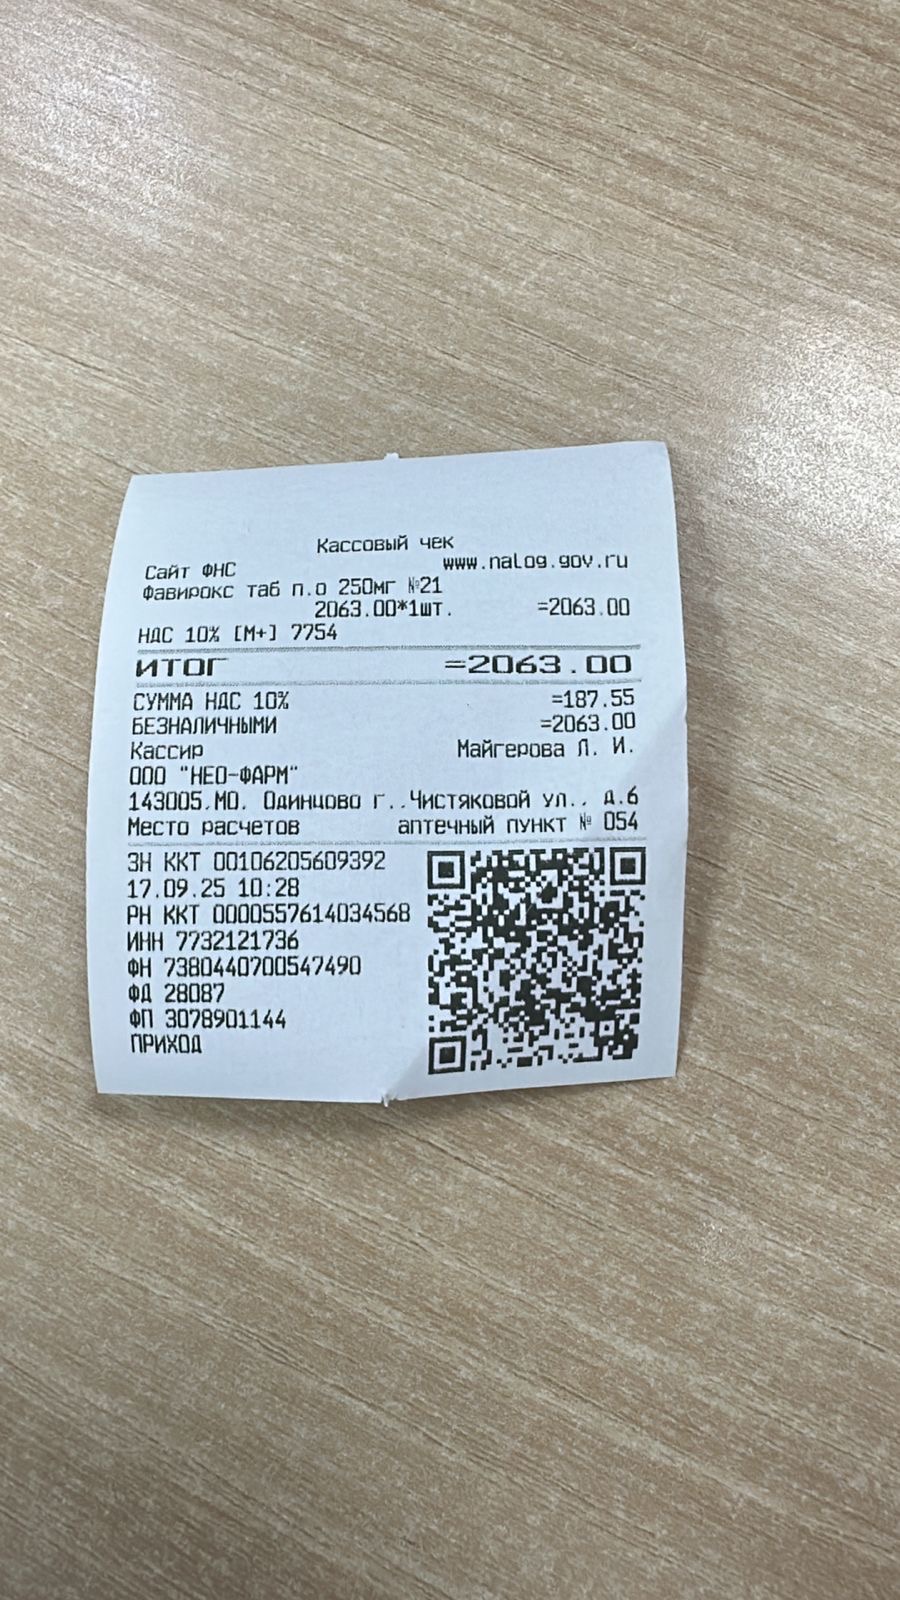 Кассовый чек
Сайт ФНС www.nalog.gov.ru
Фавирокс таб п.о 250мг №21
2063.00*1шт. =2063.00
НДС 10% [М+] 7754
ИТОГ =2063.00
СУММА НДС 10% =187.55
БЕЗНАЛИЧНЫМИ =2063.00
Кассир Майгерова Л. И.
ООО "НЕО-ФАРМ"
143005,МО, Одинцово г.,Чистяковой ул., д.6
Место расчетов аптечный пункт № 054
ЗН ККТ 00106205609392
17.09.25 10:28
РН ККТ 0000557614034568
ИНН 7732121736
ФН 7380440700547490
ФД 28087
ФП 3078901144
ПРИХОД